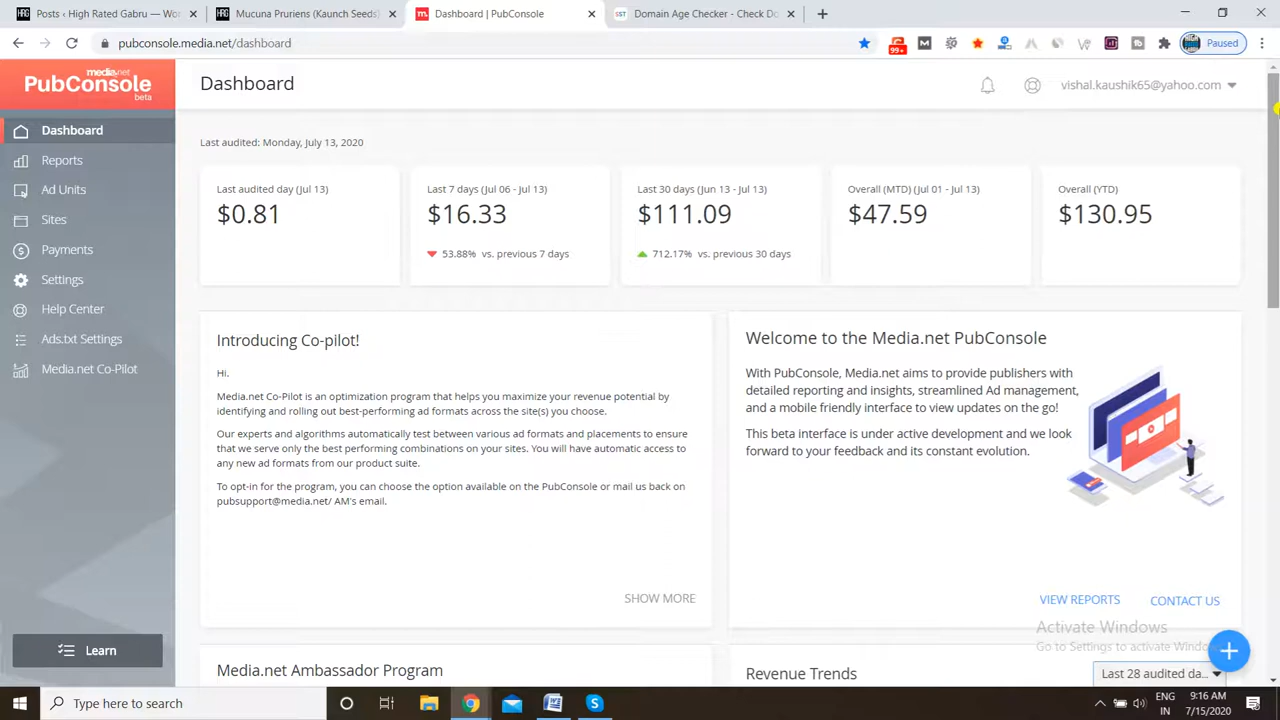 Posts ‹ High Rated Gabru — Wor
Mucuna Pruriens (Kaunch Seeds)
Dashboard | PubConsole
Domain Age Checker - Check Do
pubconsole.media.net/dashboard
99+
Paused
media.net
PubConsole
beta
Dashboard
vishal.kaushik65@yahoo.com
Dashboard
Reports
Ad Units
Sites
Payments
Settings
Help Center
Ads.txt Settings
Media.net Co-Pilot
Learn
Last audited: Monday, July 13, 2020
Last audited day (Jul 13)
$0.81
Last 7 days (Jul 06 - Jul 13)
$16.33
53.88% vs. previous 7 days
Last 30 days (Jun 13 - Jul 13)
$111.09
712.17% vs. previous 30 days
Overall (MTD) (Jul 01 - Jul 13)
$47.59
Overall (YTD)
$130.95
Introducing Co-pilot!
Hi.
Media.net Co-Pilot is an optimization program that helps you maximize your revenue potential by
identifying and rolling out best-performing ad formats across the site(s) you choose.
Our experts and algorithms automatically test between various ad formats and placements to ensure
that we serve only the best performing combinations on your sites. You will have automatic access to
any new ad formats from our product suite.
To opt-in for the program, you can choose the option available on the PubConsole or mail us back on
pubsupport@media.net/ AM's email.
SHOW MORE
Welcome to the Media.net PubConsole
With PubConsole, Media.net aims to provide publishers with
detailed reporting and insights, streamlined Ad management,
and a mobile friendly interface to view updates on the go!
This beta interface is under active development and we look
forward to your feedback and its constant evolution.
VIEW REPORTS
CONTACT US
Activate Windows
Go to Settings to activate Windo
Media.net Ambassador Program
Revenue Trends
Last 28 audited da...
Type here to search
ENG
IN
9:16 AM
7/15/2020